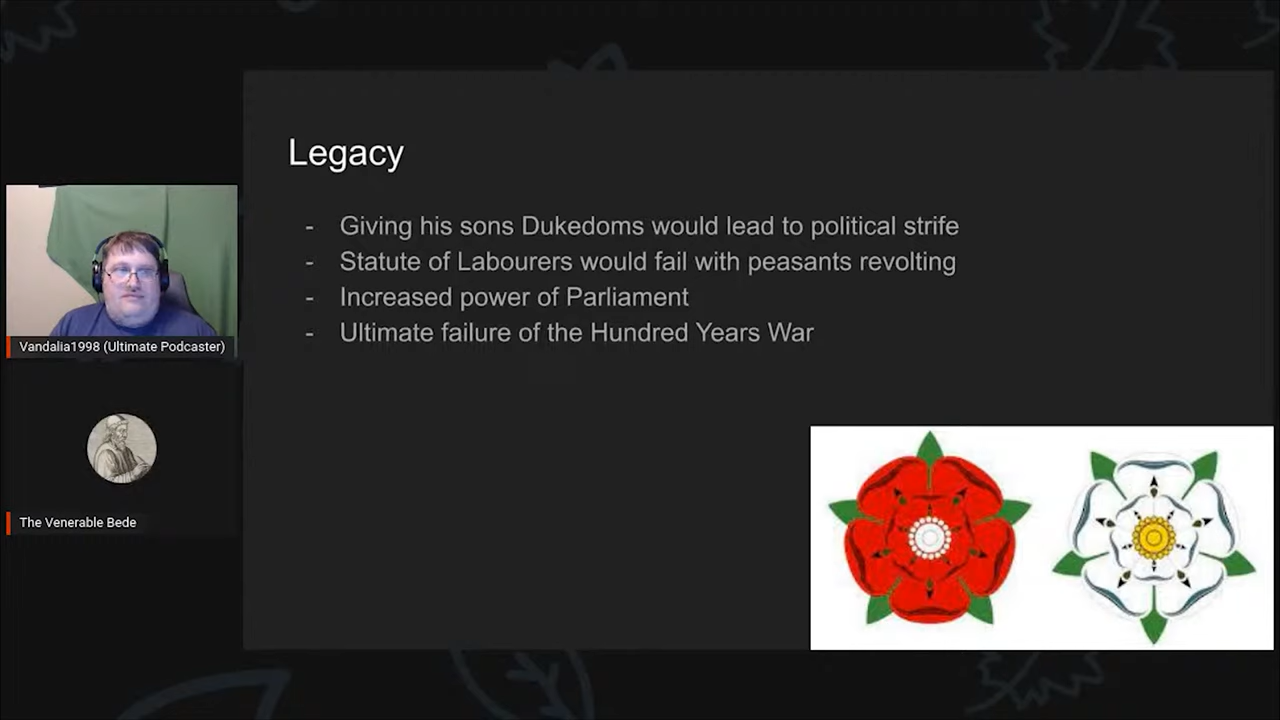 Legacy
- Giving his sons Dukedoms would lead to political strife
- Statute of Labourers would fail with peasants revolting
- Increased power of Parliament
- Ultimate failure of the Hundred Years War
Vandalia1998 (Ultimate Podcaster)
The Venerable Bede